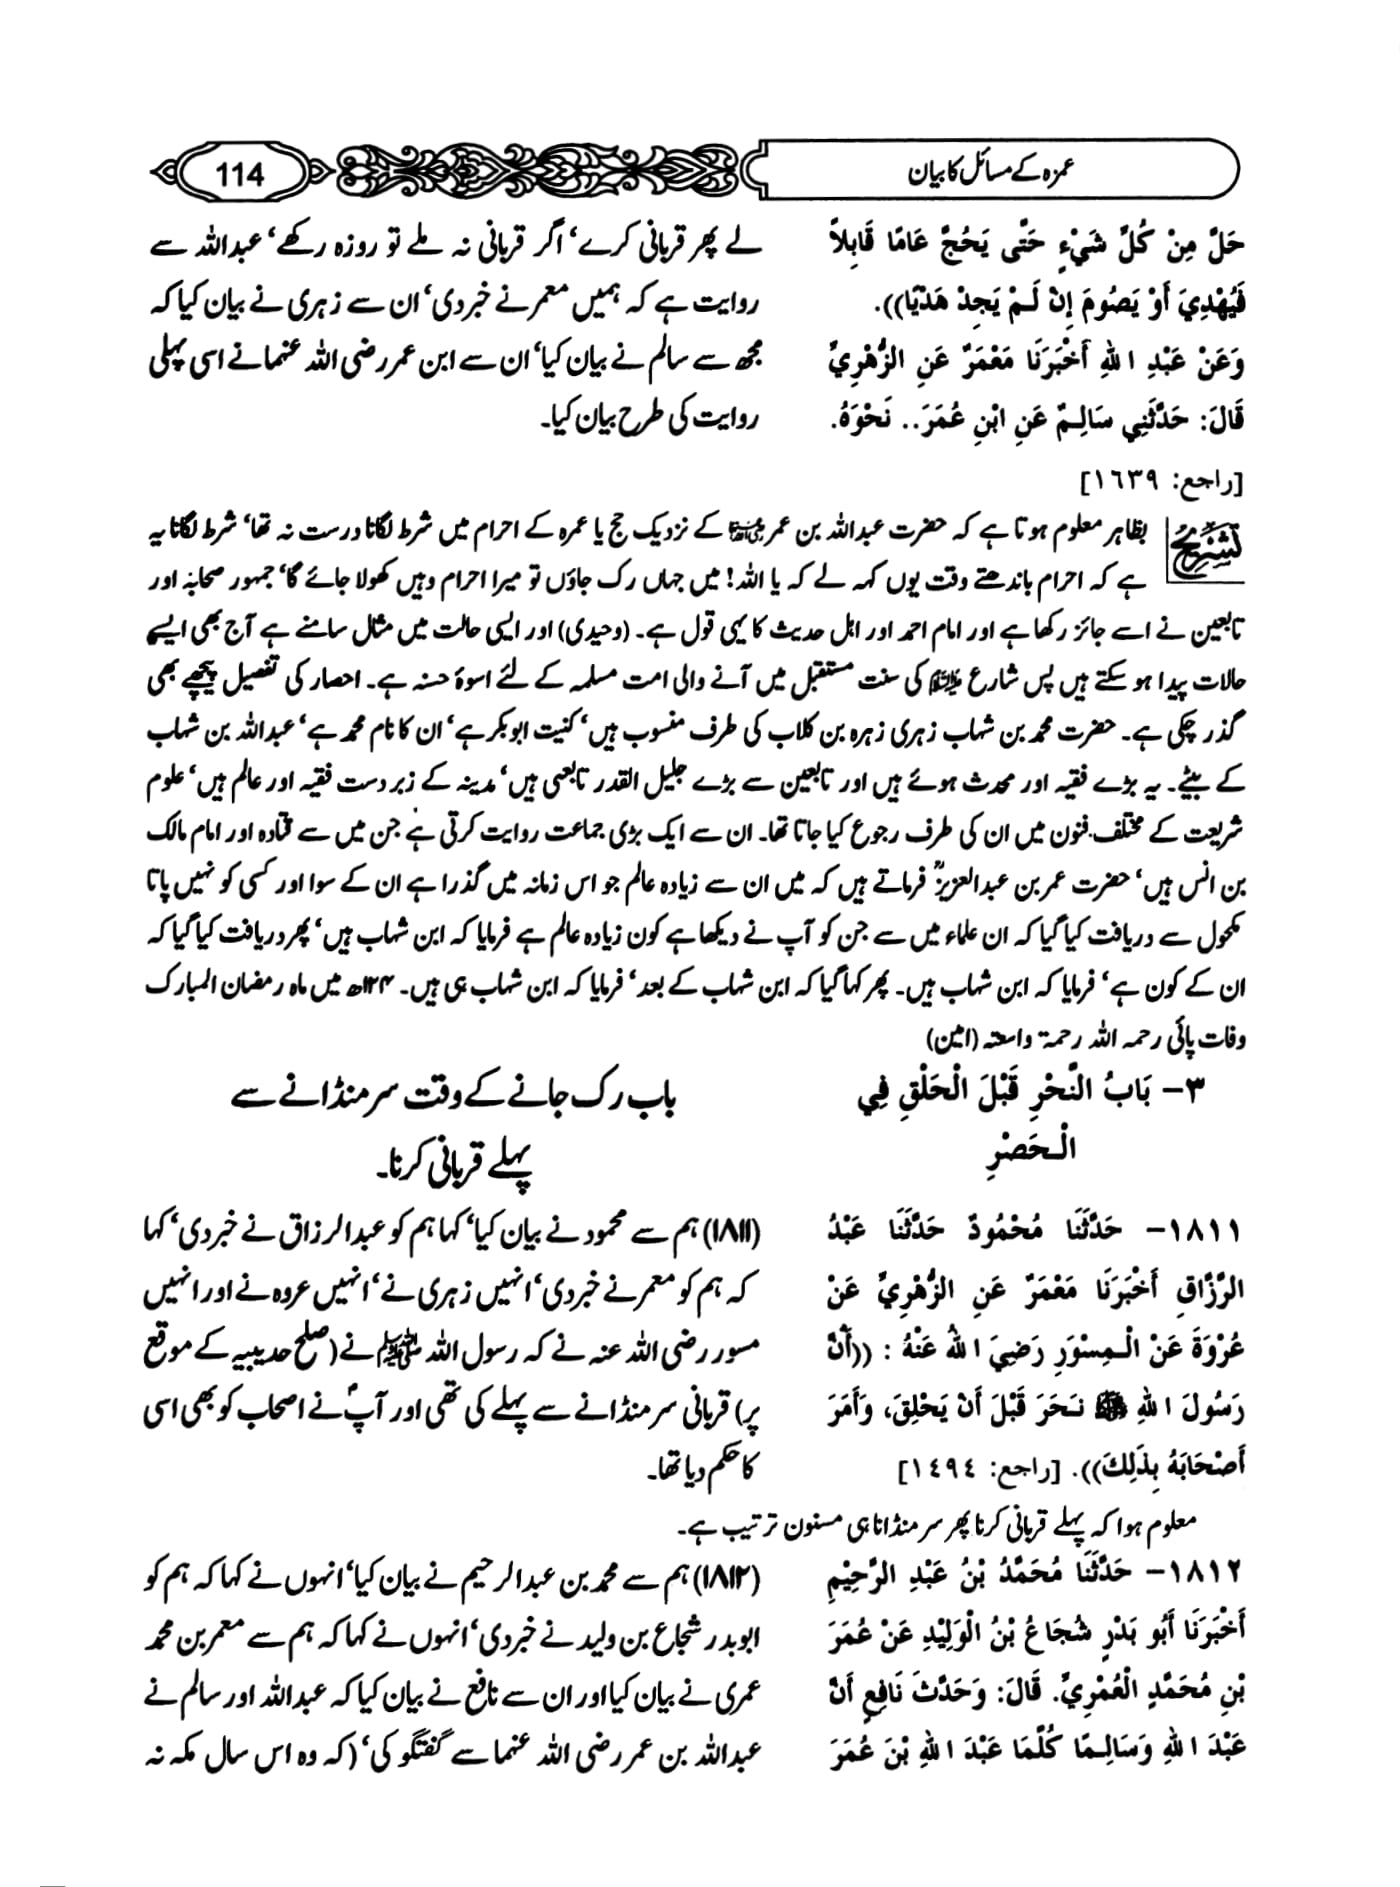 عمرہ کے مسائل کا بیان
114
حَلَّ مِنْ كُلِّ شَيْءٍ حَتَّى يَحُجَّ عَامًا قَابِلاً
فَيُهْدِيَ أَوْ يَصُومَ إِنْ لَمْ يَجِدْ هَدْيًا)).
وَعَنْ عَبْدِ اللهِ أَخْبَرَنَا مَعْمَرٌ عَنِ الزُّهْرِيِّ
قَالَ: حَدَّثَنِي سَالِمٌ عَنِ ابْنِ عُمَرَ.. نَحْوَهُ.
[راجع: ١٦٣٩]
لے پھر قربانی کرے‘ اگر قربانی نہ ملے تو روزہ رکھے‘ عبداللہ سے
روایت ہے کہ ہمیں معمر نے خبر دی‘ ان سے زہری نے بیان کیا کہ
مجھ سے سالم نے بیان کیا‘ ان سے ابن عمر رضی اللہ عنہما نے اسی پہلی
روایت کی طرح بیان کیا۔
تشریح بظاہر معلوم ہوتا ہے کہ حضرت عبداللہ بن عمر رضی اللہ عنہما کے نزدیک حج یا عمرہ کے احرام میں شرط لگانا درست نہ تھا‘ شرط لگانا یہ
ہے کہ احرام باندھتے وقت یوں کہہ لے کہ یا اللہ! میں جہاں رک جاؤں تو میرا احرام وہیں کھولا جائے گا‘ جمہور صحابہ اور
تابعین نے اسے جائز رکھا ہے اور امام احمد اور اہل حدیث کا یہی قول ہے۔ (وحیدی) اور ایسی حالت میں مثال سامنے ہے آج بھی ایسے
حالات پیدا ہو سکتے ہیں پس شارع ﷺ کی سنت مستقبل میں آنے والی امت مسلمہ کے لئے اسوۂ حسنہ ہے۔ احصار کی تفصیل پیچھے بھی
گذر چکی ہے۔ حضرت محمد بن شہاب زہری زہرہ بن کلاب کی طرف منسوب ہیں‘ کنیت ابوبکر ہے‘ ان کا نام محمد ہے‘ عبداللہ بن شہاب
کے بیٹے۔ یہ بڑے فقیہ اور محدث ہوئے ہیں اور تابعین سے بڑے جلیل القدر تابعی ہیں‘ مدینہ کے زبردست فقیہ اور عالم ہیں‘ علوم
شریعت کے مختلف فنون میں ان کی طرف رجوع کیا جاتا تھا۔ ان سے ایک بڑی جماعت روایت کرتی ہے جن میں سے قتادہ اور امام مالک
بن انس ہیں‘ حضرت عمر بن عبدالعزیزؒ فرماتے ہیں کہ میں ان سے زیادہ عالم جو اس زمانہ میں گذرا ہے ان کے سوا اور کسی کو نہیں پاتا
مکحول سے دریافت کیا گیا کہ ان علماء میں سے جن کو آپ نے دیکھا ہے کون زیادہ عالم ہے فرمایا کہ ابن شہاب ہیں‘ پھر دریافت کیا گیا کہ
ان کے کون ہے‘ فرمایا کہ ابن شہاب ہیں۔ پھر کہا گیا کہ ابن شہاب کے بعد‘ فرمایا کہ ابن شہاب ہی ہیں۔ ۱۲۴ھ میں ماہ رمضان المبارک
وفات پائی رحمہ اللہ رحمۃ واسعتہ (امین)
٣– بَابُ النَّحْرِ قَبْلَ الْحَلْقِ فِي
الْحَصْرِ
باب رک جانے کے وقت سر منڈانے سے
پہلے قربانی کرنا۔
١٨١١– حَدَّثَنَا مُحْمُودٌ حَدَّثَنَا عَبْدُ
الرَّزَّاقِ أَخْبَرَنَا مَعْمَرٌ عَنِ الزُّهْرِيِّ عَنْ
عُرْوَةَ عَنْ الْمِسْوَرِ رَضِيَ اللهُ عَنْهُ : ((أَنَّ
رَسُولَ اللهِ ﷺ نَحَرَ قَبْلَ أَنْ يَحْلِقَ، وَأَمَرَ
أَصْحَابَهُ بِذَلِكَ)). [راجع: ١٤٩٤]
(۱۸۱۱) ہم سے محمود نے بیان کیا‘ کہا ہم کو عبدالرزاق نے خبر دی‘ کہا
کہ ہم کو معمر نے خبر دی‘ انہیں زہری نے‘ انہیں عروہ نے اور انہیں
مسور رضی اللہ عنہ نے کہ رسول اللہ ﷺ نے (صلح حدیبیہ کے موقع
پر) قربانی سر منڈانے سے پہلے کی تھی اور آپؐ نے اصحاب کو بھی اسی
کا حکم دیا تھا۔
معلوم ہوا کہ پہلے قربانی کرنا پھر سر منڈانا ہی مسنون ترتیب ہے۔
١٨١٢– حَدَّثَنَا مُحَمَّدُ بْنُ عَبْدِ الرَّحِيْمِ
أَخْبَرَنَا أَبُو بَدْرٍ شُجَاعُ بْنُ الْوَلِيْدِ عَنْ عُمَرَ
بْنِ مُحَمَّدٍ الْعُمْرِيِّ. قَالَ: وَحَدَّثَ نَافِعٍ أَنَّ
عَبْدَ اللهِ وَسَالِمًا كَلَّمَا عَبْدَ اللهِ بْنَ عُمَرَ
(۱۸۱۲) ہم سے محمد بن عبدالرحیم نے بیان کیا‘ انہوں نے کہا کہ ہم کو
ابوبدر شجاع بن ولید نے خبر دی‘ انہوں نے کہا کہ ہم سے معمر بن محمد
عمری نے بیان کیا اور ان سے نافع نے بیان کیا کہ عبداللہ اور سالم نے
عبداللہ بن عمر رضی اللہ عنہما سے گفتگو کی‘ (کہ وہ اس سال مکہ نہ